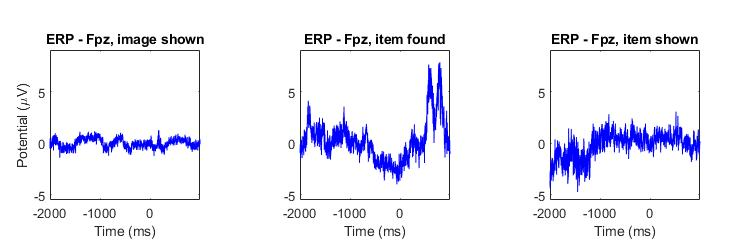 ERP - Fpz, image shown
Potential (μV)
5
0
-5
-2000 -1000 0
Time (ms)
ERP - Fpz, item found
5
0
-5
-2000 -1000 0
Time (ms)
ERP - Fpz, item shown
5
0
-5
-2000 -1000 0
Time (ms)